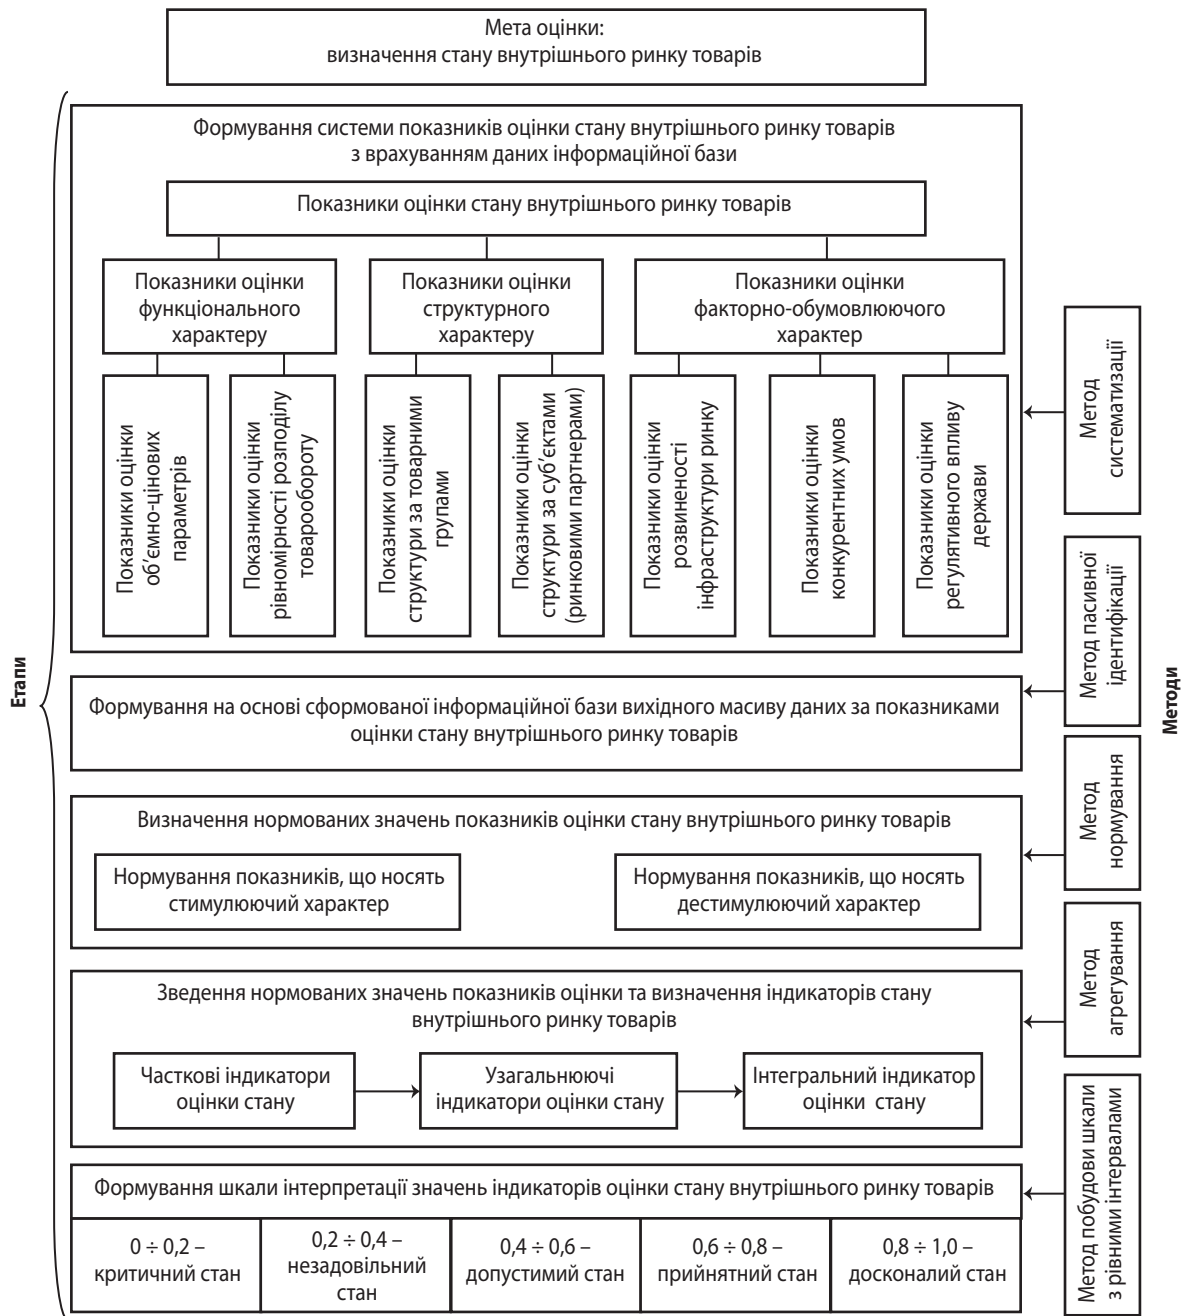 Мета оцінки:
визначення стану внутрішнього ринку товарів
Етапи
Формування системи показників оцінки стану внутрішнього ринку товарів
з врахуванням даних інформаційної бази
Показники оцінки стану внутрішнього ринку товарів
Показники оцінки
функціонального
характеру
Показники оцінки
структурного
характеру
Показники оцінки
факторно-обумовлюючого
характер
Показники оцінки
об’ємно-цінових
параметрів
Показники оцінки
рівномірності розподілу
товарообороту
Показники оцінки
структури за товарними
групами
Показники оцінки
структури за суб’єктами
(ринковими партнерами)
Показники оцінки
розвиненості
інфраструктури ринку
Показники оцінки
конкурентних умов
Показники оцінки
регулятивного впливу
держави
Формування на основі сформованої інформаційної бази вихідного масиву даних за показниками
оцінки стану внутрішнього ринку товарів
Визначення нормованих значень показників оцінки стану внутрішнього ринку товарів
Нормування показників, що носять
стимулюючий характер
Нормування показників, що носять
дестимулюючий характер
Зведення нормованих значень показників оцінки та визначення індикаторів стану
внутрішнього ринку товарів
Часткові індикатори
оцінки стану
Узагальнюючі
індикатори оцінки стану
Інтегральний індикатор
оцінки стану
Формування шкали інтерпретації значень індикаторів оцінки стану внутрішнього ринку товарів
0 ÷ 0,2 –
критичний стан
0,2 ÷ 0,4 –
незадовільний
стан
0,4 ÷ 0,6 –
допустимий стан
0,6 ÷ 0,8 –
прийнятний стан
0,8 ÷ 1,0 –
досконалий стан
Метод
систематизації
Метод пасивної
ідентифікації
Метод
нормування
Метод
агрегування
Метод побудови шкали
з рівними інтервалами
Методи